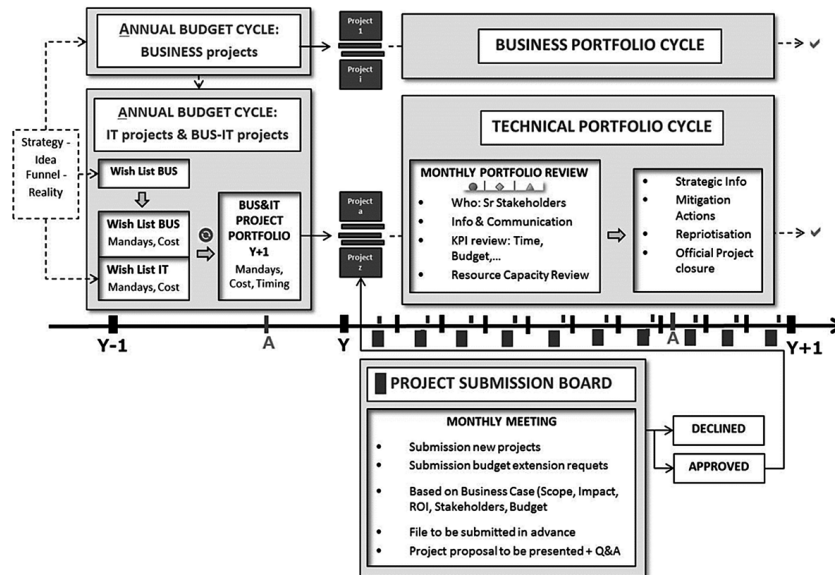 ANNUAL BUDGET CYCLE:
BUSINESS projects
Project
1
Project
i
BUSINESS PORTFOLIO CYCLE
ANNUAL BUDGET CYCLE:
IT projects & BUS-IT projects
Strategy -
Idea
Funnel -
Reality
Wish List BUS
Wish List BUS
Mandays, Cost
Wish List IT
Mandays, Cost
BUS&IT
PROJECT
PORTFOLIO
Y+1
Mandays,
Cost, Timing
Project
a
Project
z
TECHNICAL PORTFOLIO CYCLE
MONTHLY PORTFOLIO REVIEW
• Who: Sr Stakeholders
• Info & Communication
• KPI review: Time,
Budget,...
• Resource Capacity Review
• Strategic Info
• Mitigation
Actions
• Repriotisation
• Official Project
closure
Y-1
A
Y
A
Y+1
PROJECT SUBMISSION BOARD
MONTHLY MEETING
• Submission new projects
• Submission budget extension requets
• Based on Business Case (Scope, Impact,
ROI, Stakeholders, Budget
• File to be submitted in advance
• Project proposal to be presented + Q&A
DECLINED
APPROVED